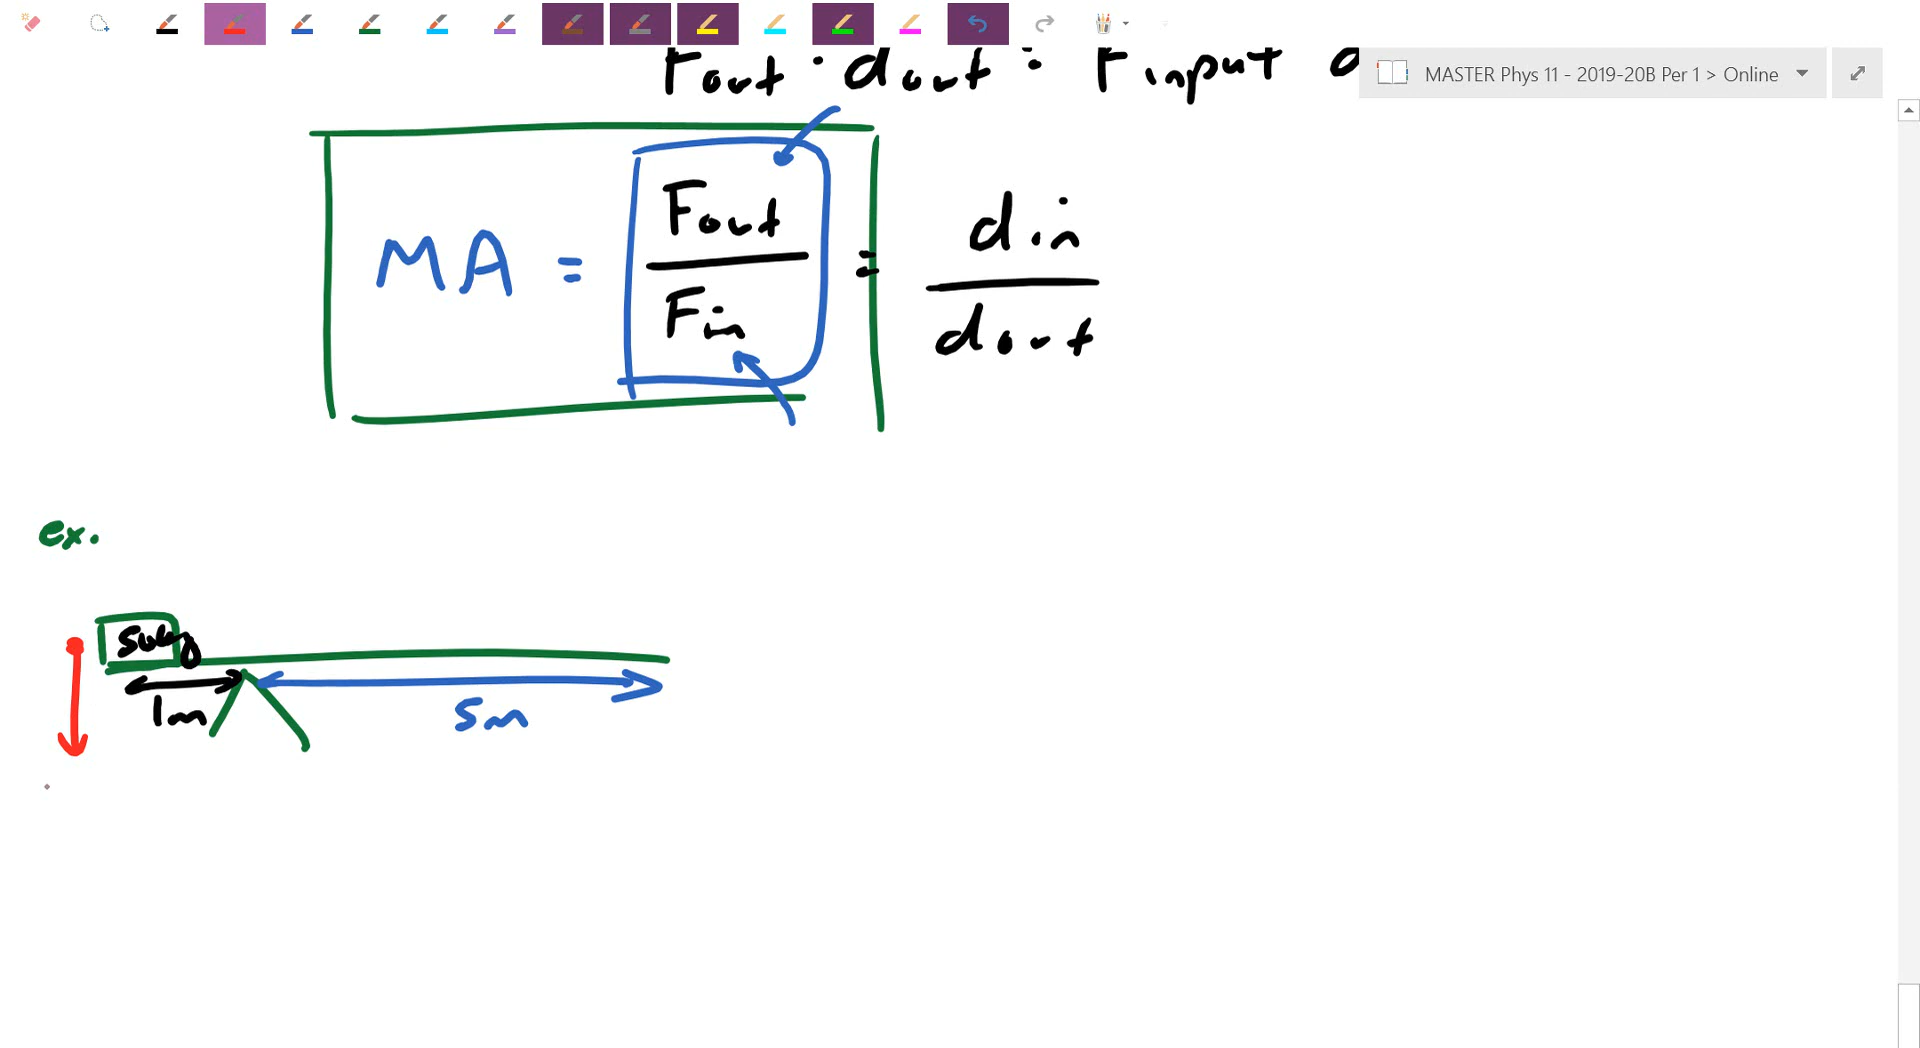 Fout · dout = Finput d
MASTER Phys 11 - 2019-20B Per 1 > Online
MA = Fout / Fin = din / dout
ex.
50kg
1m
5m